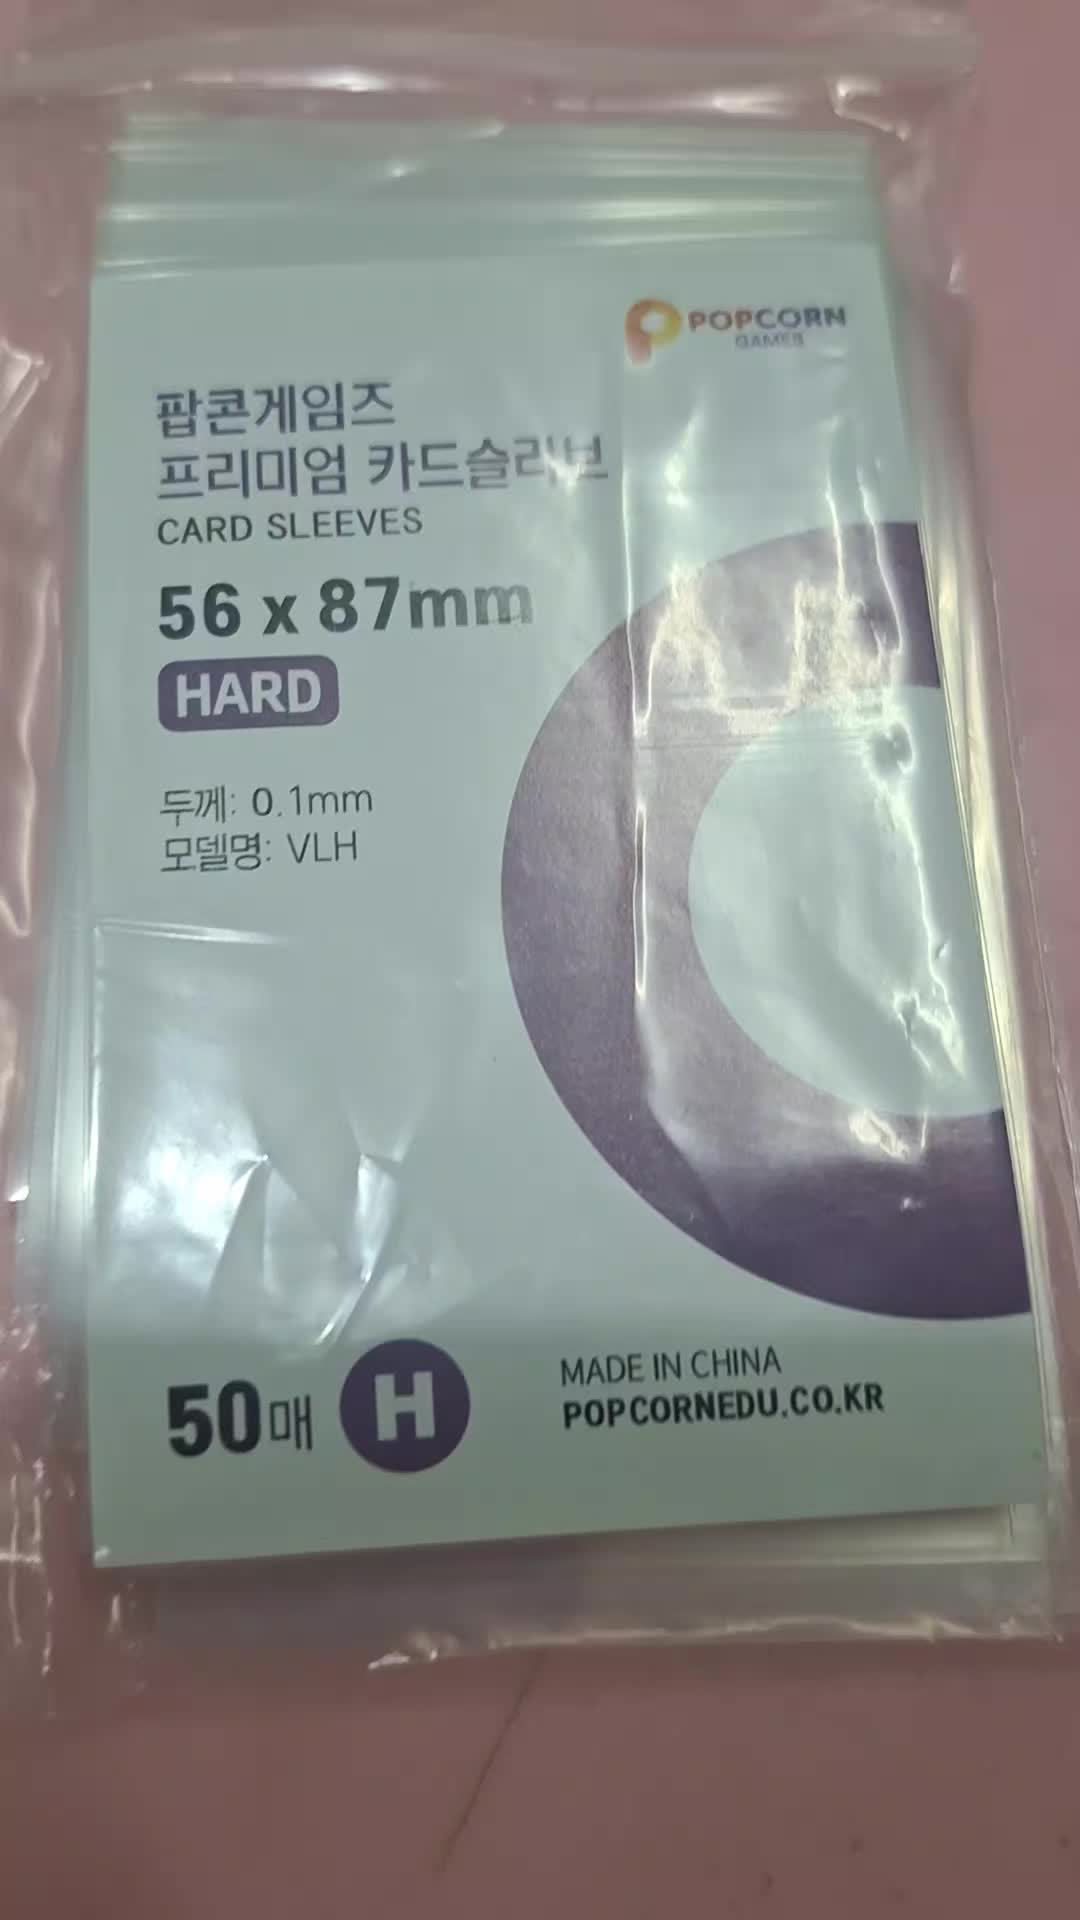 POPCORN
GAMES
팝콘게임즈
프리미엄 카드슬리브
CARD SLEEVES
56 x 87mm
HARD
두께: 0.1mm
모델명: VLH
50매
H
MADE IN CHINA
POPCORNEDU.CO.KR